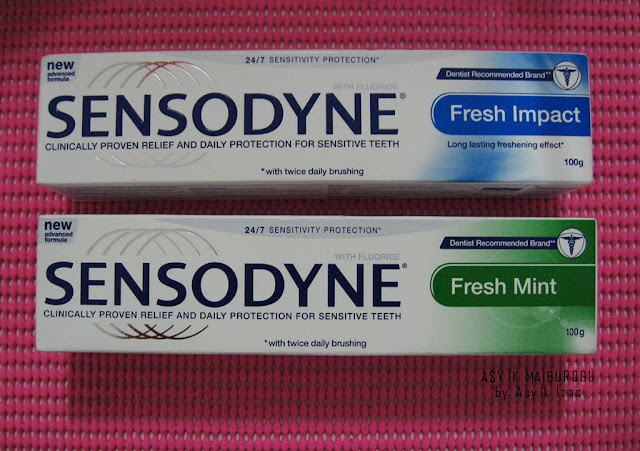 new
advanced
formula
24/7 SENSITIVITY PROTECTION*
WITH FLUORIDE
SENSODYNE®
CLINICALLY PROVEN RELIEF AND DAILY PROTECTION FOR SENSITIVE TEETH
*with twice daily brushing
Dentist Recommended Brand**
Fresh Impact
Long lasting freshening effect*
100g
new
advanced
formula
24/7 SENSITIVITY PROTECTION*
WITH FLUORIDE
SENSODYNE®
CLINICALLY PROVEN RELIEF AND DAILY PROTECTION FOR SENSITIVE TEETH
*with twice daily brushing
Dentist Recommended Brand**
Fresh Mint
100g
ASYIK MAIBURUGU
by Asyik Izas